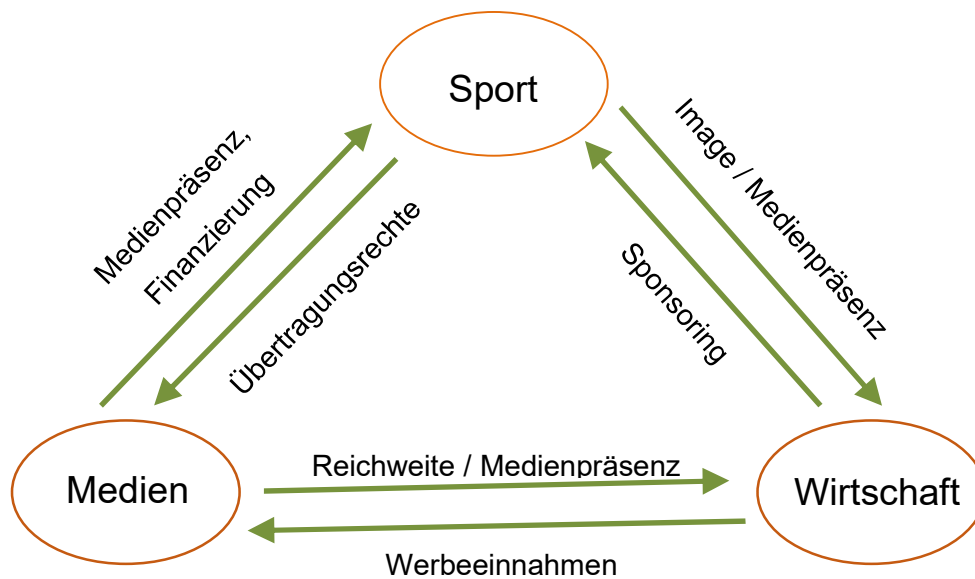 Sport
Medienpräsenz,
Finanzierung
Übertragungsrechte
Image / Medienpräsenz
Sponsoring
Medien
Reichweite / Medienpräsenz
Wirtschaft
Werbeeinnahmen